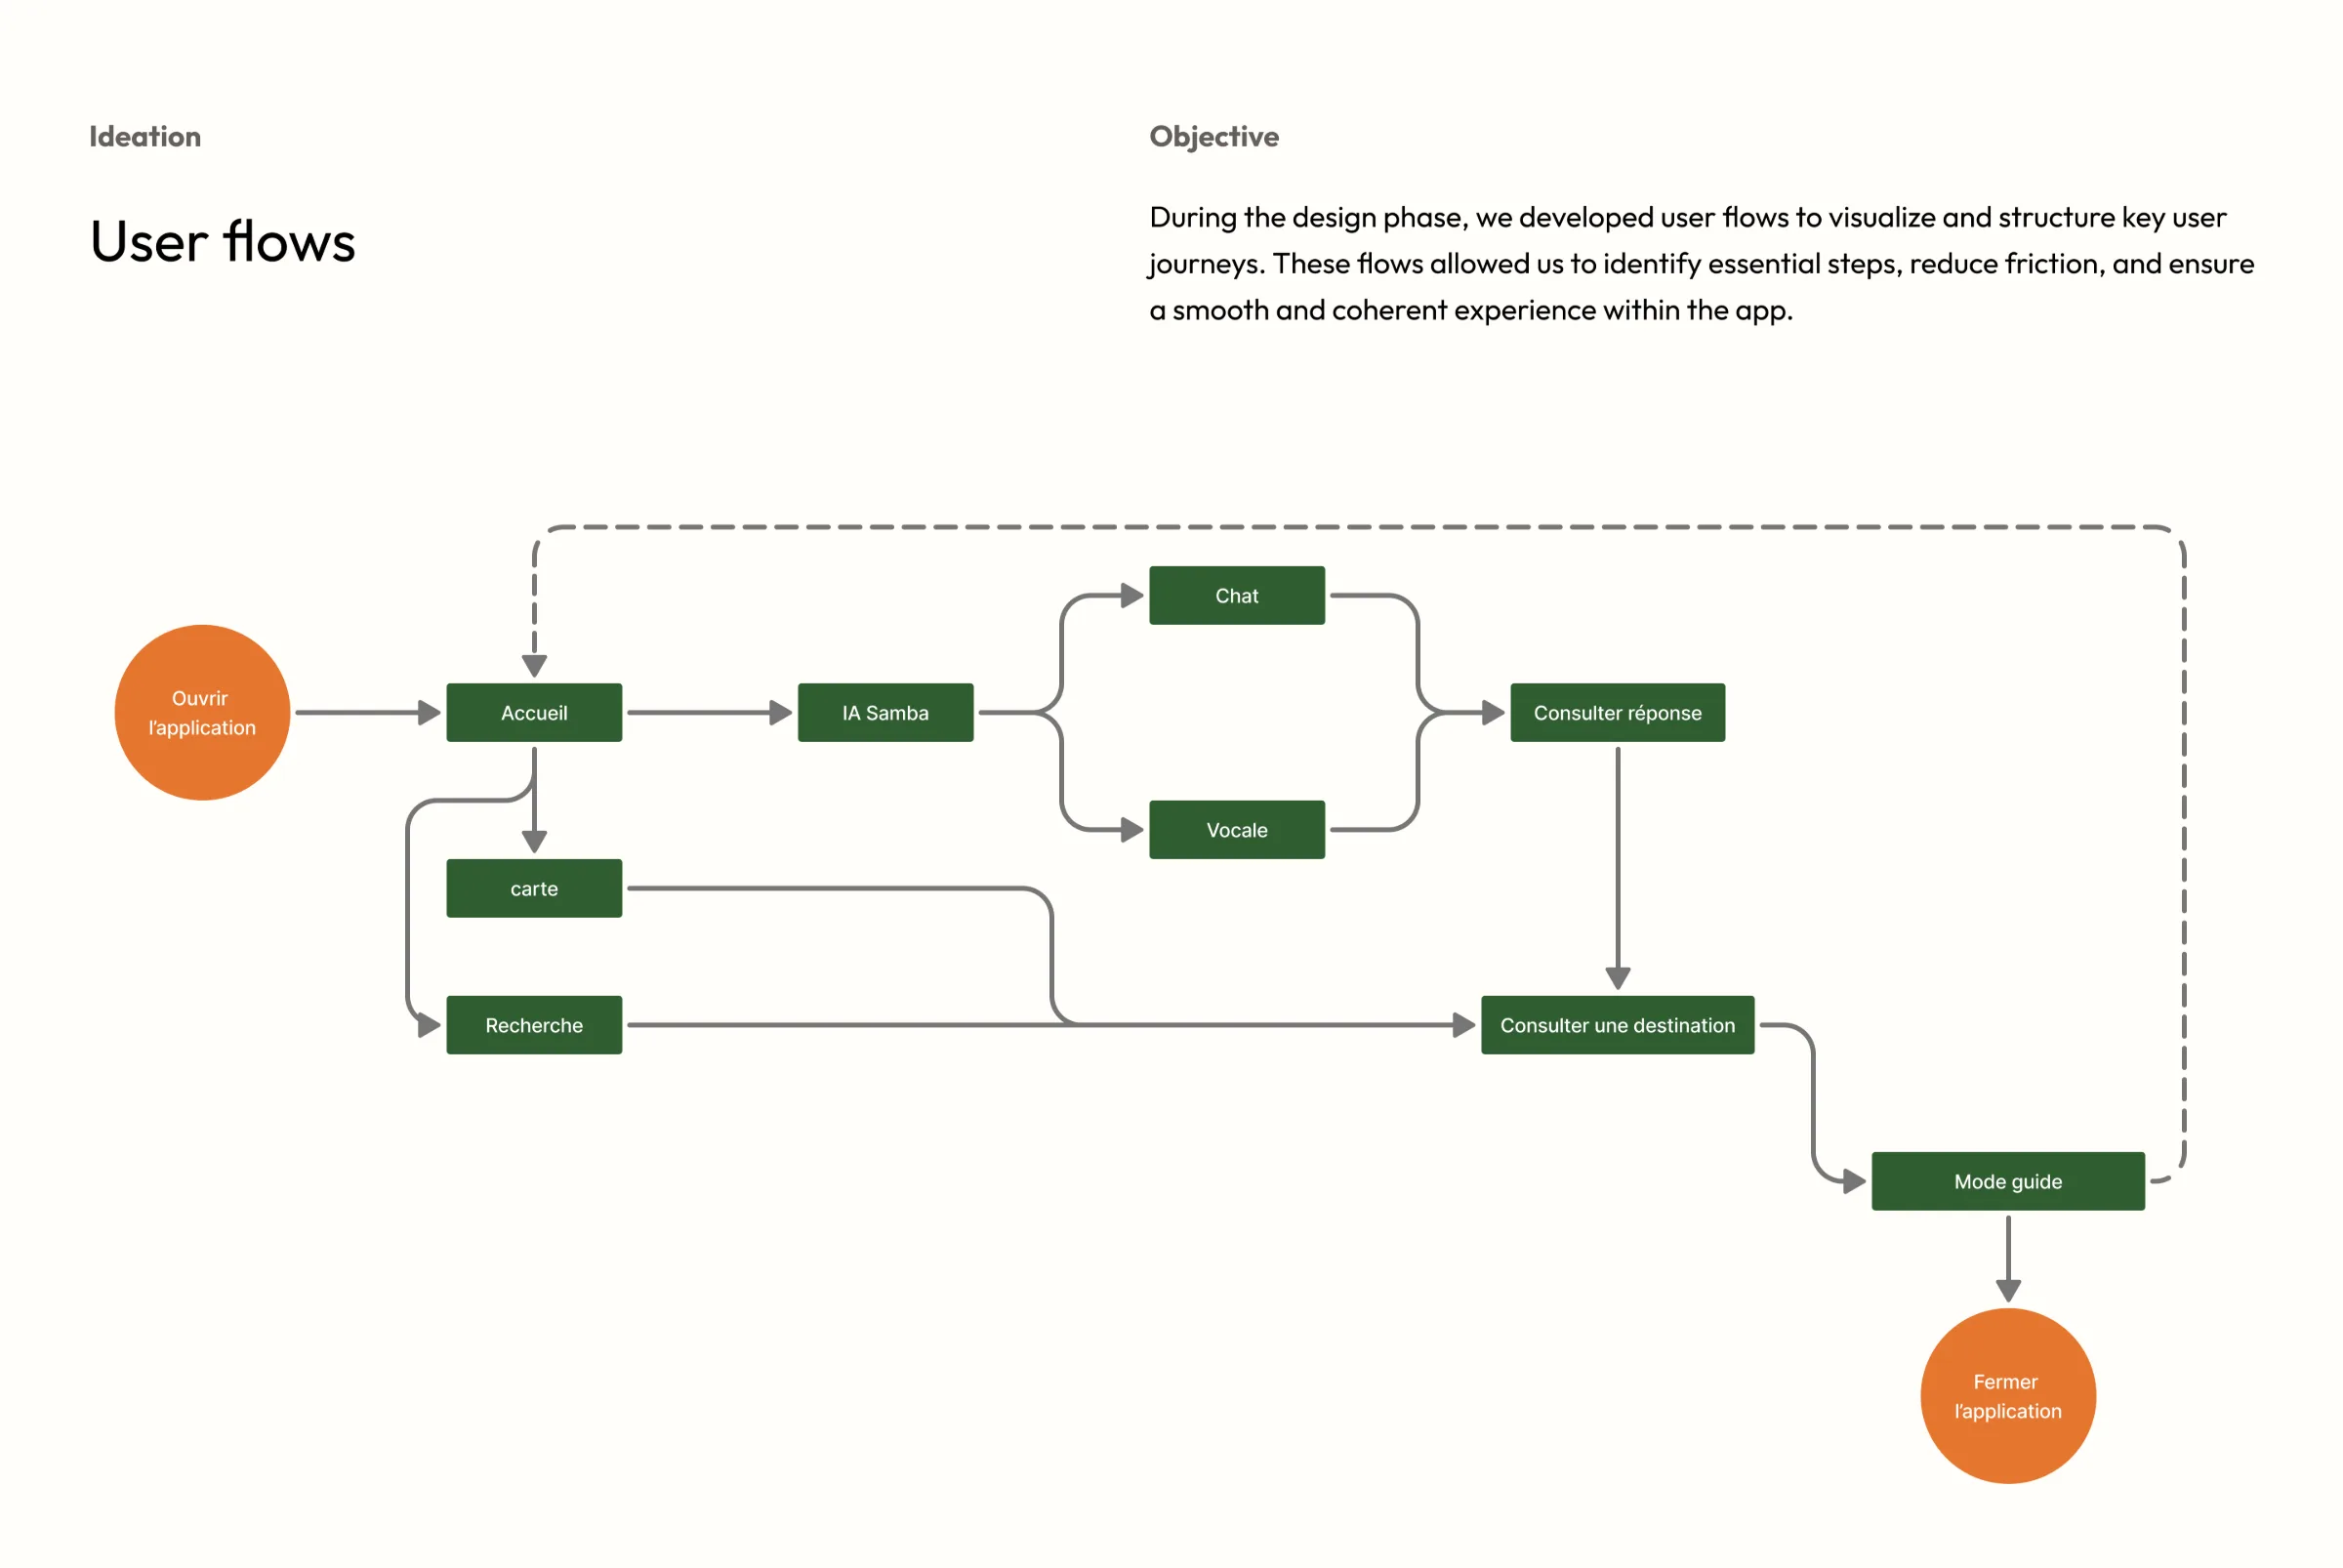 Ideation
User flows
Objective
During the design phase, we developed user flows to visualize and structure key user
journeys. These flows allowed us to identify essential steps, reduce friction, and ensure
a smooth and coherent experience within the app.
Ouvrir
l’application
Accueil
IA Samba
Chat
Vocale
Consulter réponse
carte
Recherche
Consulter une destination
Mode guide
Fermer
l’application